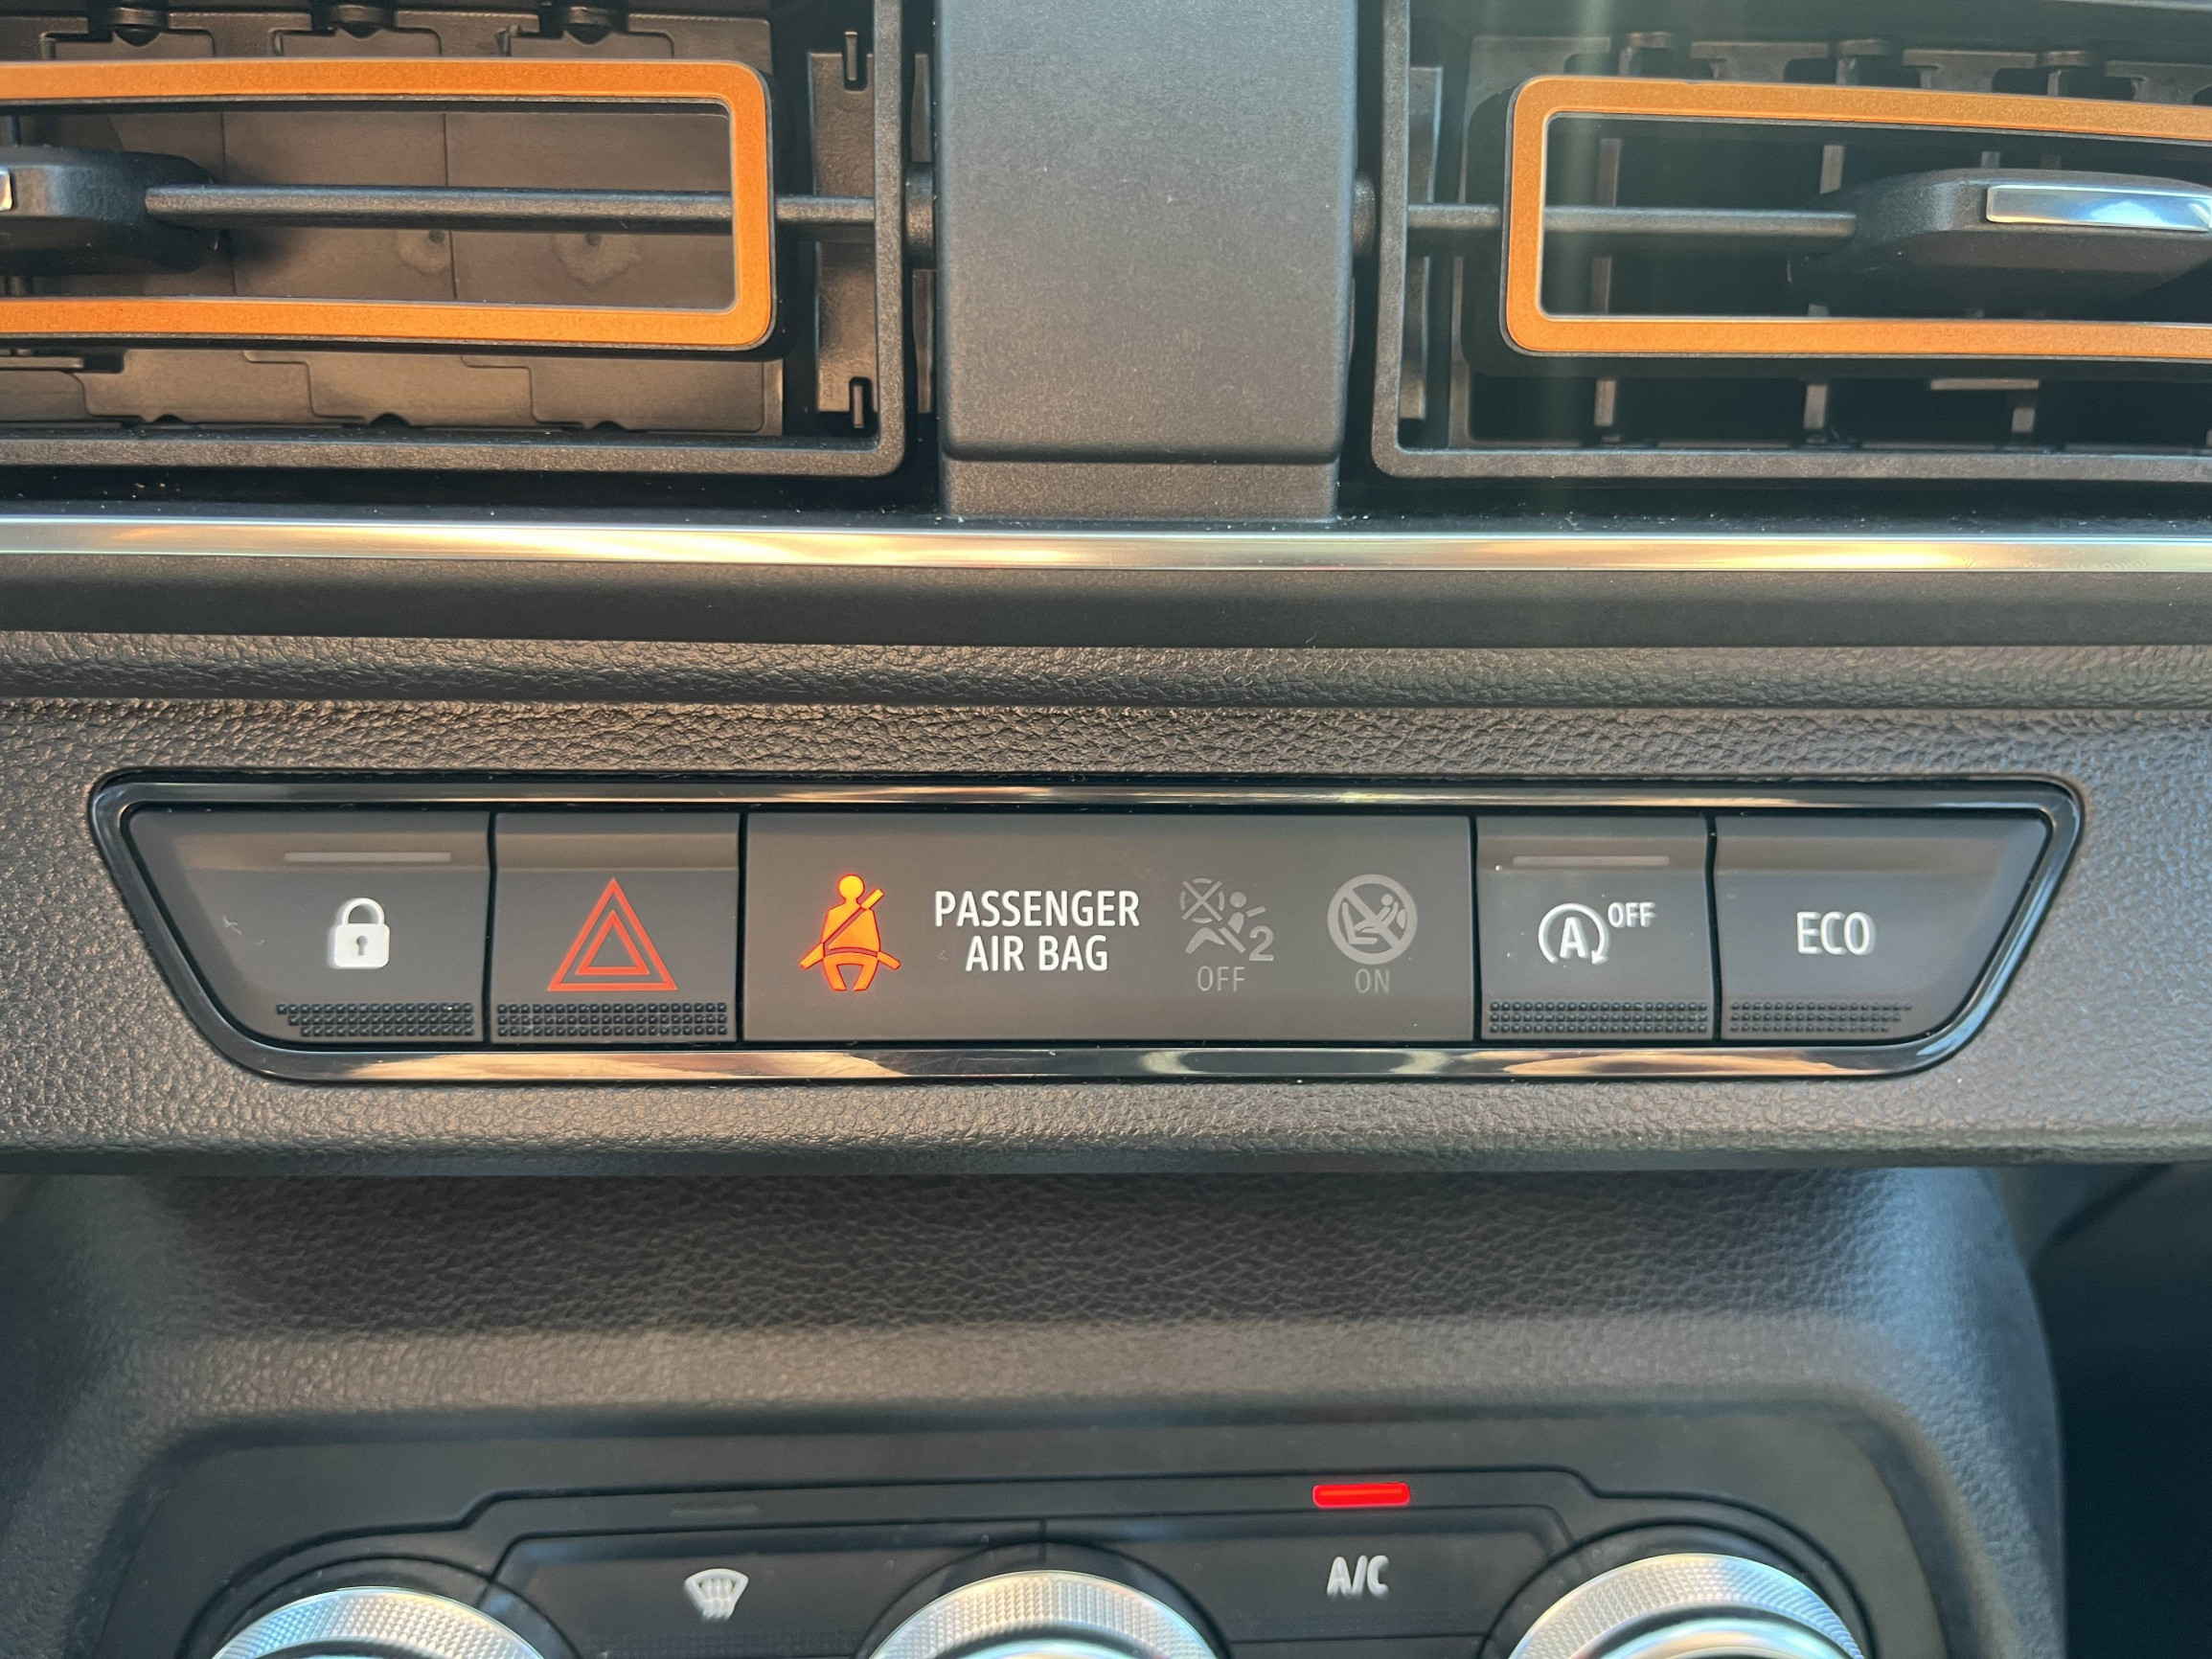 PASSENGER
AIR BAG
2
OFF
ON
A OFF
ECO
A/C